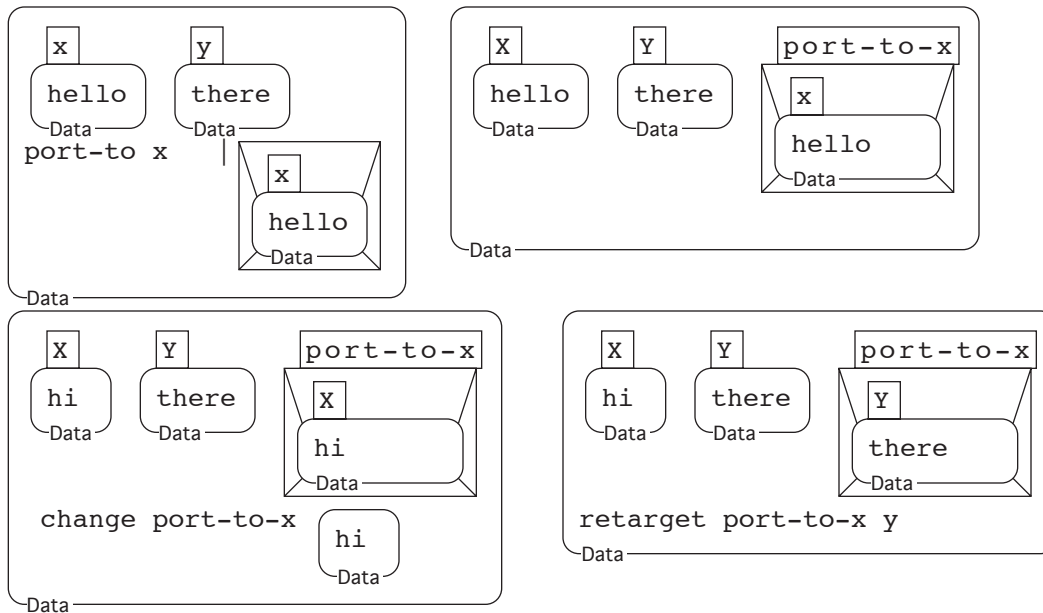 x y
hello there
Data Data
port-to x |
x
hello
Data
Data
X Y port-to-x
hello there
Data Data
x
hello
Data
Data
X Y port-to-x
hi there
Data Data
X
hi
Data
change port-to-x hi
Data
Data
X Y port-to-x
hi there
Data Data
Y
there
Data
retarget port-to-x y
Data